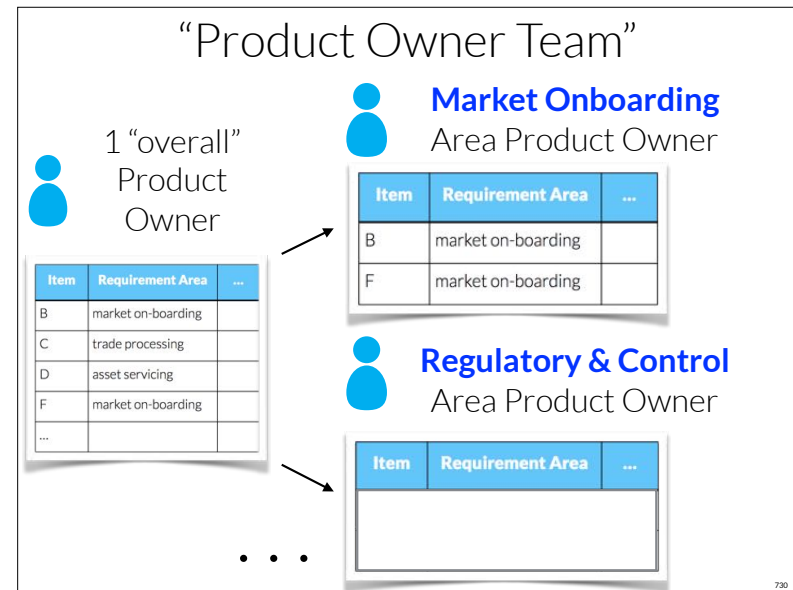 “Product Owner Team”
1 “overall”
Product
Owner
Item Requirement Area ...
B market on-boarding
C trade processing
D asset servicing
F market on-boarding
...
Market Onboarding
Area Product Owner
Item Requirement Area ...
B market on-boarding
F market on-boarding
Regulatory & Control
Area Product Owner
Item Requirement Area ...
. . .
730